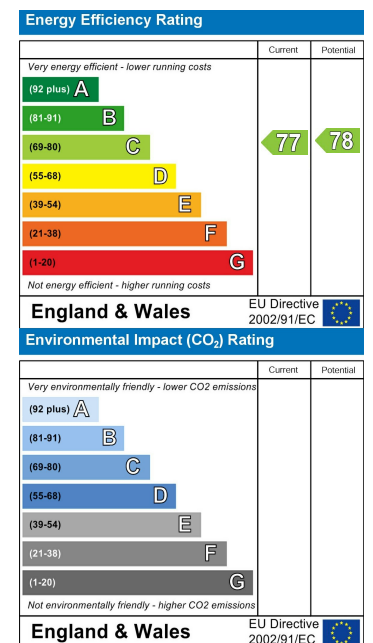 Energy Efficiency Rating
Current Potential
Very energy efficient - lower running costs
(92 plus) A
(81-91) B
(69-80) C 77 78
(55-68) D
(39-54) E
(21-38) F
(1-20) G
Not energy efficient - higher running costs
England & Wales EU Directive
2002/91/EC
Environmental Impact (CO₂) Rating
Current Potential
Very environmentally friendly - lower CO2 emissions
(92 plus) A
(81-91) B
(69-80) C
(55-68) D
(39-54) E
(21-38) F
(1-20) G
Not environmentally friendly - higher CO2 emissions
England & Wales EU Directive
2002/91/EC